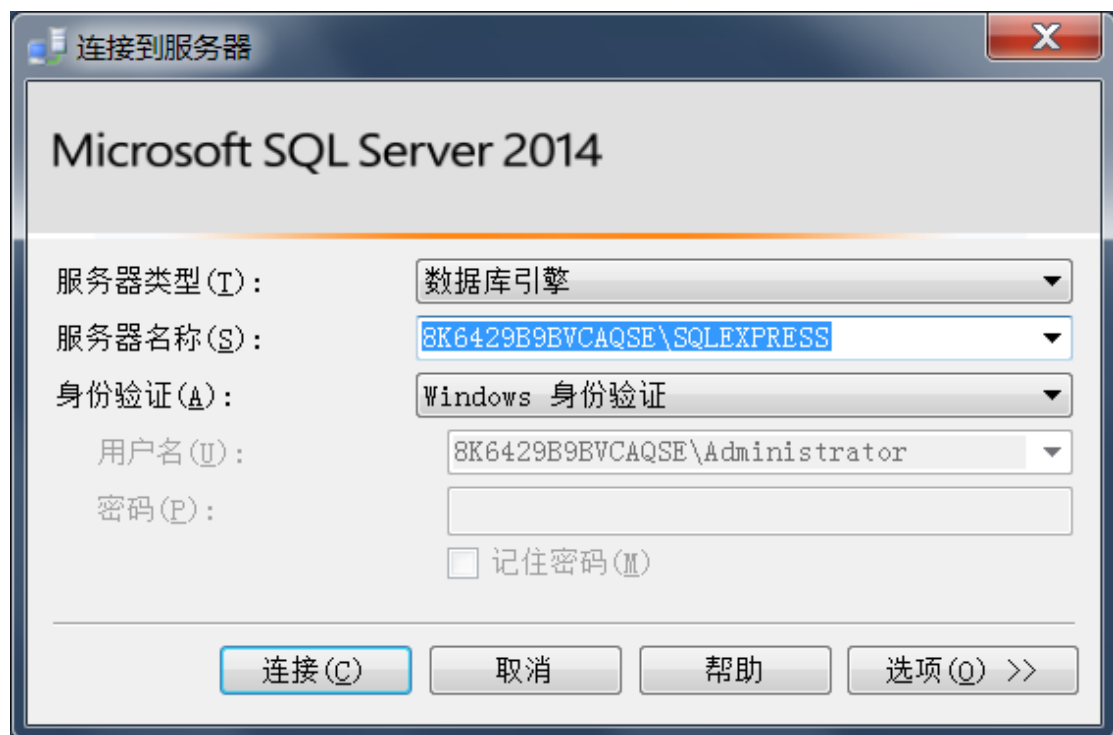 连接到服务器
Microsoft SQL Server 2014
服务器类型(T): 数据库引擎
服务器名称(S): 8K6429B9BVCAQSE\SQLEXPRESS
身份验证(A): Windows 身份验证
用户名(U): 8K6429B9BVCAQSE\Administrator
密码(P):
记住密码(M)
连接(C) 取消 帮助 选项(O) >>